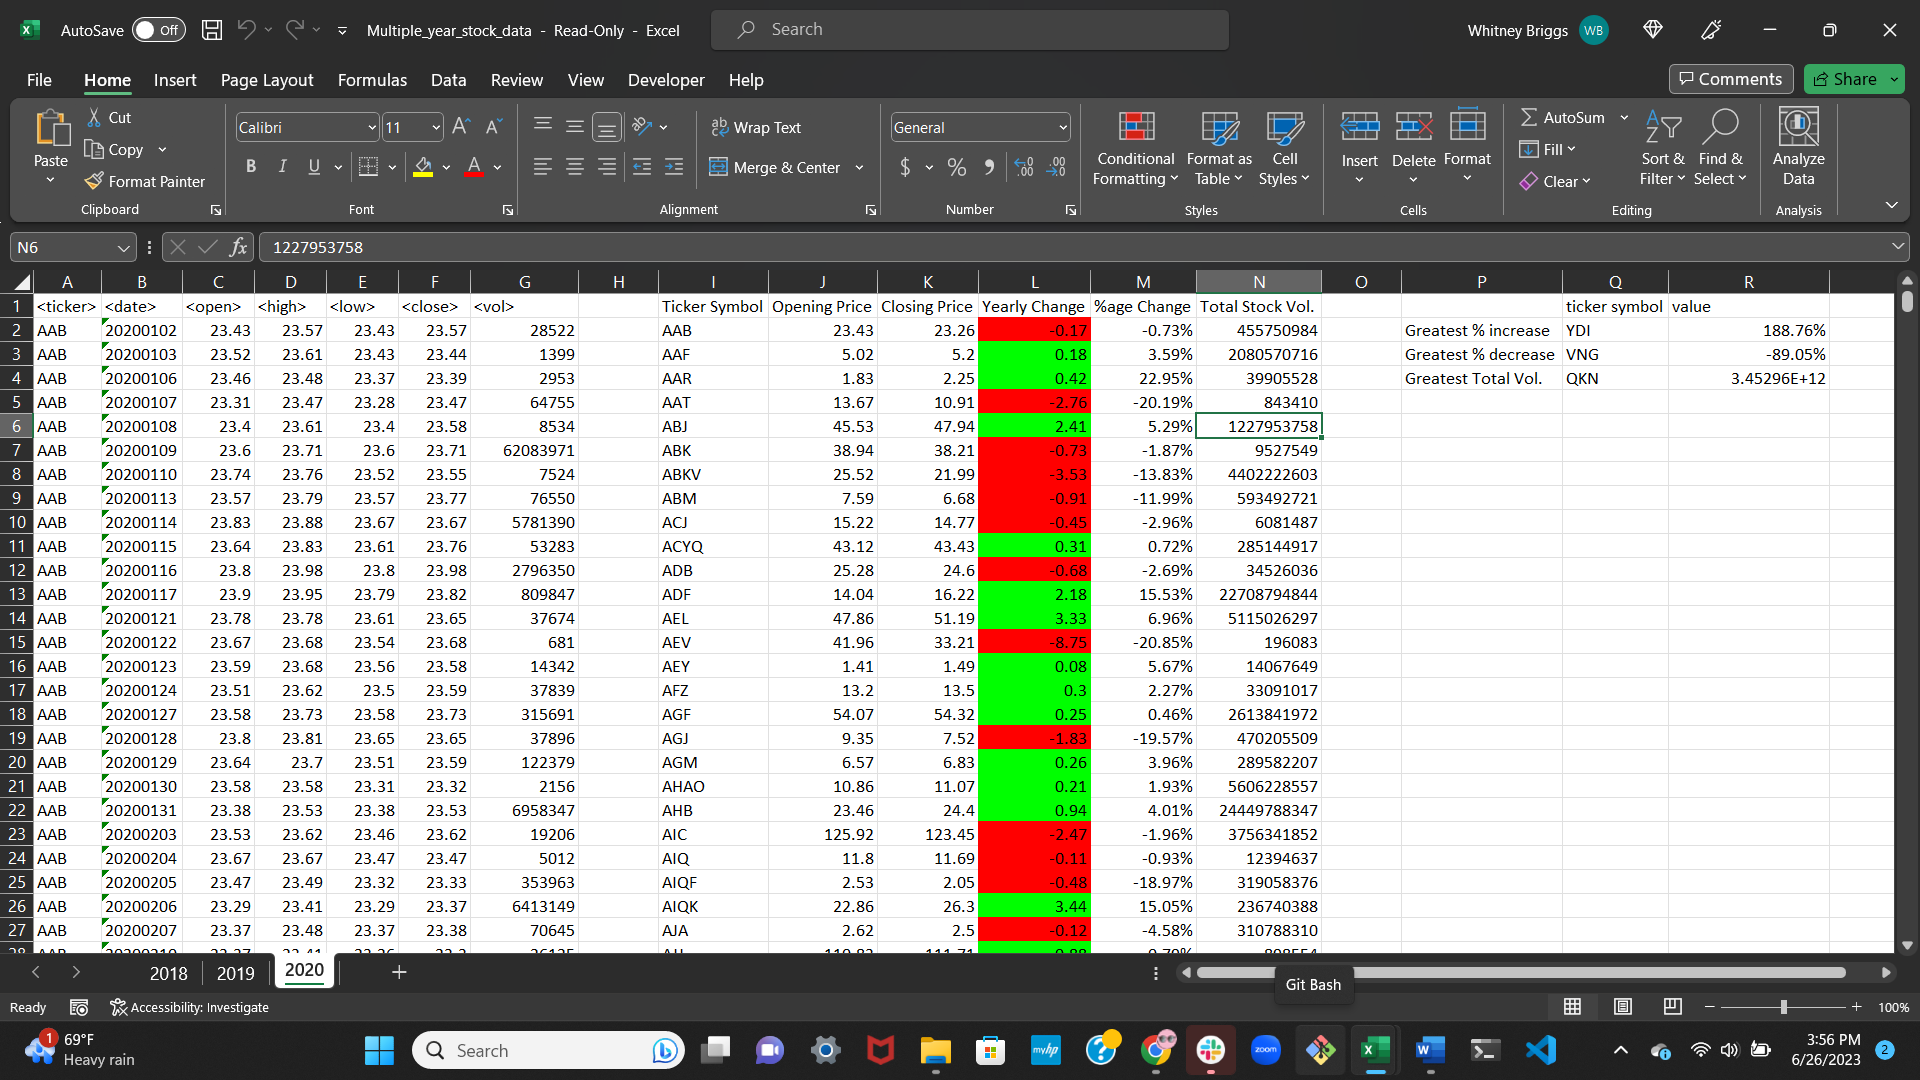 AutoSave Off Multiple_year_stock_data - Read-Only - Excel Search Whitney Briggs WB
File Home Insert Page Layout Formulas Data Review View Developer Help Comments Share
Paste Cut Copy Format Painter Clipboard
Calibri 11 B I U A Font
Wrap Text Merge & Center Alignment
General $ % Number
Conditional Formatting Format as Table Cell Styles Styles
Insert Delete Format Cells
AutoSum Fill Clear Sort & Filter Find & Select Editing
Analyze Data Analysis
N6 fx 1227953758
A B C D E F G H I J K L M N O P Q R
1 <ticker> <date> <open> <high> <low> <close> <vol> Ticker Symbol Opening Price Closing Price Yearly Change %age Change Total Stock Vol. ticker symbol value
2 AAB 20200102 23.43 23.57 23.43 23.57 28522 AAB 23.43 23.26 -0.17 -0.73% 455750984 Greatest % increase YDI 188.76%
3 AAB 20200103 23.52 23.61 23.43 23.44 1399 AAF 5.02 5.2 0.18 3.59% 2080570716 Greatest % decrease VNG -89.05%
4 AAB 20200106 23.46 23.48 23.37 23.39 2953 AAR 1.83 2.25 0.42 22.95% 39905528 Greatest Total Vol. QKN 3.45296E+12
5 AAB 20200107 23.31 23.47 23.28 23.47 64755 AAT 13.67 10.91 -2.76 -20.19% 843410
6 AAB 20200108 23.4 23.61 23.4 23.58 8534 ABJ 45.53 47.94 2.41 5.29% 1227953758
7 AAB 20200109 23.6 23.71 23.6 23.71 62083971 ABK 38.94 38.21 -0.73 -1.87% 9527549
8 AAB 20200110 23.74 23.76 23.52 23.55 7524 ABKV 25.52 21.99 -3.53 -13.83% 4402222603
9 AAB 20200113 23.57 23.79 23.57 23.77 76550 ABM 7.59 6.68 -0.91 -11.99% 593492721
10 AAB 20200114 23.83 23.88 23.67 23.67 5781390 ACJ 15.22 14.77 -0.45 -2.96% 6081487
11 AAB 20200115 23.64 23.83 23.61 23.76 53283 ACYQ 43.12 43.43 0.31 0.72% 285144917
12 AAB 20200116 23.8 23.98 23.8 23.98 2796350 ADB 25.28 24.6 -0.68 -2.69% 34526036
13 AAB 20200117 23.9 23.95 23.79 23.82 809847 ADF 14.04 16.22 2.18 15.53% 22708794844
14 AAB 20200121 23.78 23.78 23.61 23.65 37674 AEL 47.86 51.19 3.33 6.96% 5115026297
15 AAB 20200122 23.67 23.68 23.54 23.68 681 AEV 41.96 33.21 -8.75 -20.85% 196083
16 AAB 20200123 23.59 23.68 23.56 23.58 14342 AEY 1.41 1.49 0.08 5.67% 14067649
17 AAB 20200124 23.51 23.62 23.5 23.59 37839 AFZ 13.2 13.5 0.3 2.27% 33091017
18 AAB 20200127 23.58 23.73 23.58 23.73 315691 AGF 54.07 54.32 0.25 0.46% 2613841972
19 AAB 20200128 23.8 23.81 23.65 23.65 37896 AGJ 9.35 7.52 -1.83 -19.57% 470205509
20 AAB 20200129 23.64 23.7 23.51 23.59 122379 AGM 6.57 6.83 0.26 3.96% 289582207
21 AAB 20200130 23.58 23.58 23.31 23.32 2156 AHAO 10.86 11.07 0.21 1.93% 5606228557
22 AAB 20200131 23.38 23.53 23.38 23.53 6958347 AHB 23.46 24.4 0.94 4.01% 24449788347
23 AAB 20200203 23.53 23.62 23.46 23.62 19206 AIC 125.92 123.45 -2.47 -1.96% 3756341852
24 AAB 20200204 23.67 23.67 23.47 23.47 5012 AIQ 11.8 11.69 -0.11 -0.93% 12394637
25 AAB 20200205 23.47 23.49 23.32 23.33 353963 AIQF 2.53 2.05 -0.48 -18.97% 319058376
26 AAB 20200206 23.29 23.41 23.29 23.37 6413149 AIQK 22.86 26.3 3.44 15.05% 236740388
27 AAB 20200207 23.37 23.48 23.37 23.38 70645 AJA 2.62 2.5 -0.12 -4.58% 310788310
2018 2019 2020
Git Bash
Ready Accessibility: Investigate 100%
1 69°F Heavy rain Search myhp zoom 3:56 PM 6/26/2023 2